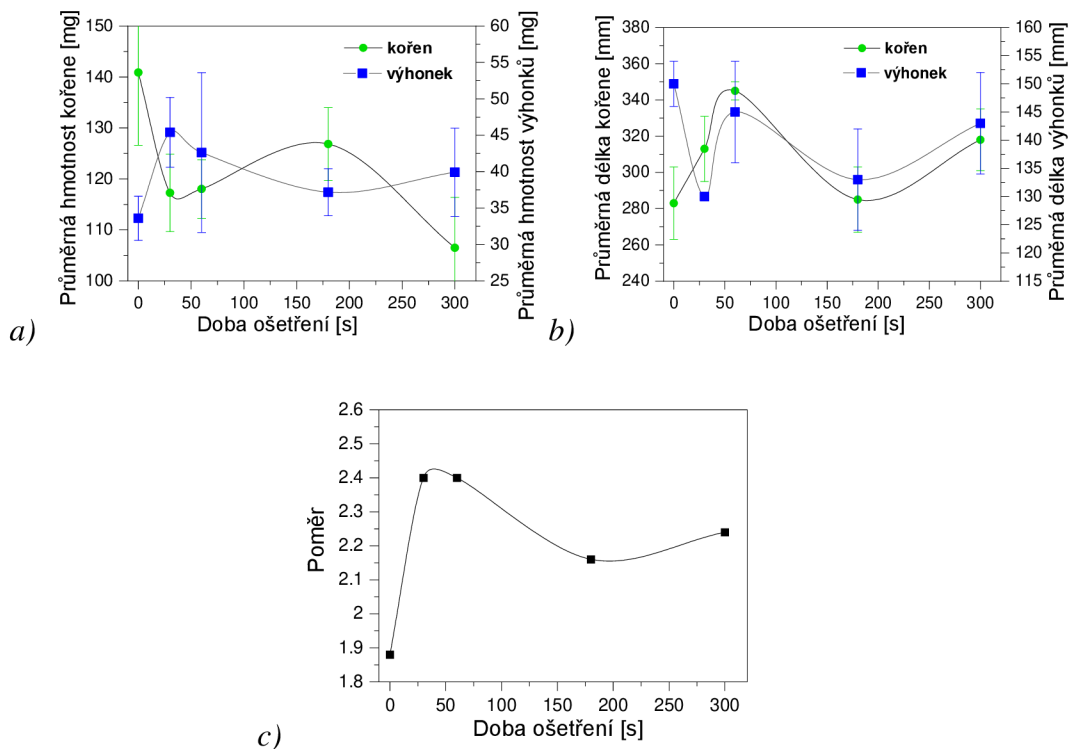 150
140
130
120
110
100
Průměrná hmotnost kořene [mg]
kořen
výhonek
60
55
50
45
40
35
30
25
Průměrná hmotnost výhonků [mg]
0 50 100 150 200 250 300
Doba ošetření [s]
a)
380
360
340
320
300
280
260
240
Průměrná délka kořene [mm]
kořen
výhonek
160
155
150
145
140
135
130
125
120
115
Průměrná délka výhonků [mm]
0 50 100 150 200 250 300
Doba ošetření [s]
b)
2.6
2.5
2.4
2.3
2.2
2.1
2
1.9
1.8
Poměr
0 50 100 150 200 250 300
Doba ošetření [s]
c)